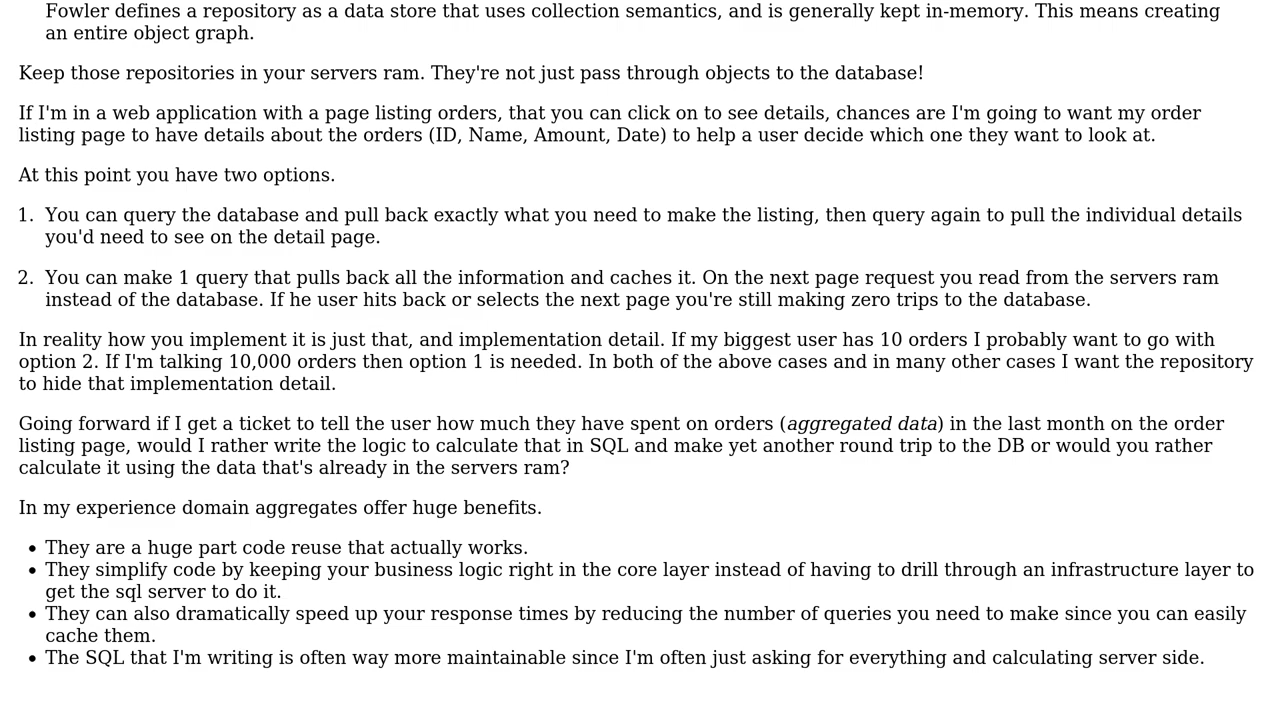 Fowler defines a repository as a data store that uses collection semantics, and is generally kept in-memory. This means creating
an entire object graph.
Keep those repositories in your servers ram. They're not just pass through objects to the database!
If I'm in a web application with a page listing orders, that you can click on to see details, chances are I'm going to want my order
listing page to have details about the orders (ID, Name, Amount, Date) to help a user decide which one they want to look at.
At this point you have two options.
1. You can query the database and pull back exactly what you need to make the listing, then query again to pull the individual details
you'd need to see on the detail page.
2. You can make 1 query that pulls back all the information and caches it. On the next page request you read from the servers ram
instead of the database. If he user hits back or selects the next page you're still making zero trips to the database.
In reality how you implement it is just that, and implementation detail. If my biggest user has 10 orders I probably want to go with
option 2. If I'm talking 10,000 orders then option 1 is needed. In both of the above cases and in many other cases I want the repository
to hide that implementation detail.
Going forward if I get a ticket to tell the user how much they have spent on orders (aggregated data) in the last month on the order
listing page, would I rather write the logic to calculate that in SQL and make yet another round trip to the DB or would you rather
calculate it using the data that's already in the servers ram?
In my experience domain aggregates offer huge benefits.
• They are a huge part code reuse that actually works.
• They simplify code by keeping your business logic right in the core layer instead of having to drill through an infrastructure layer to
get the sql server to do it.
• They can also dramatically speed up your response times by reducing the number of queries you need to make since you can easily
cache them.
• The SQL that I'm writing is often way more maintainable since I'm often just asking for everything and calculating server side.